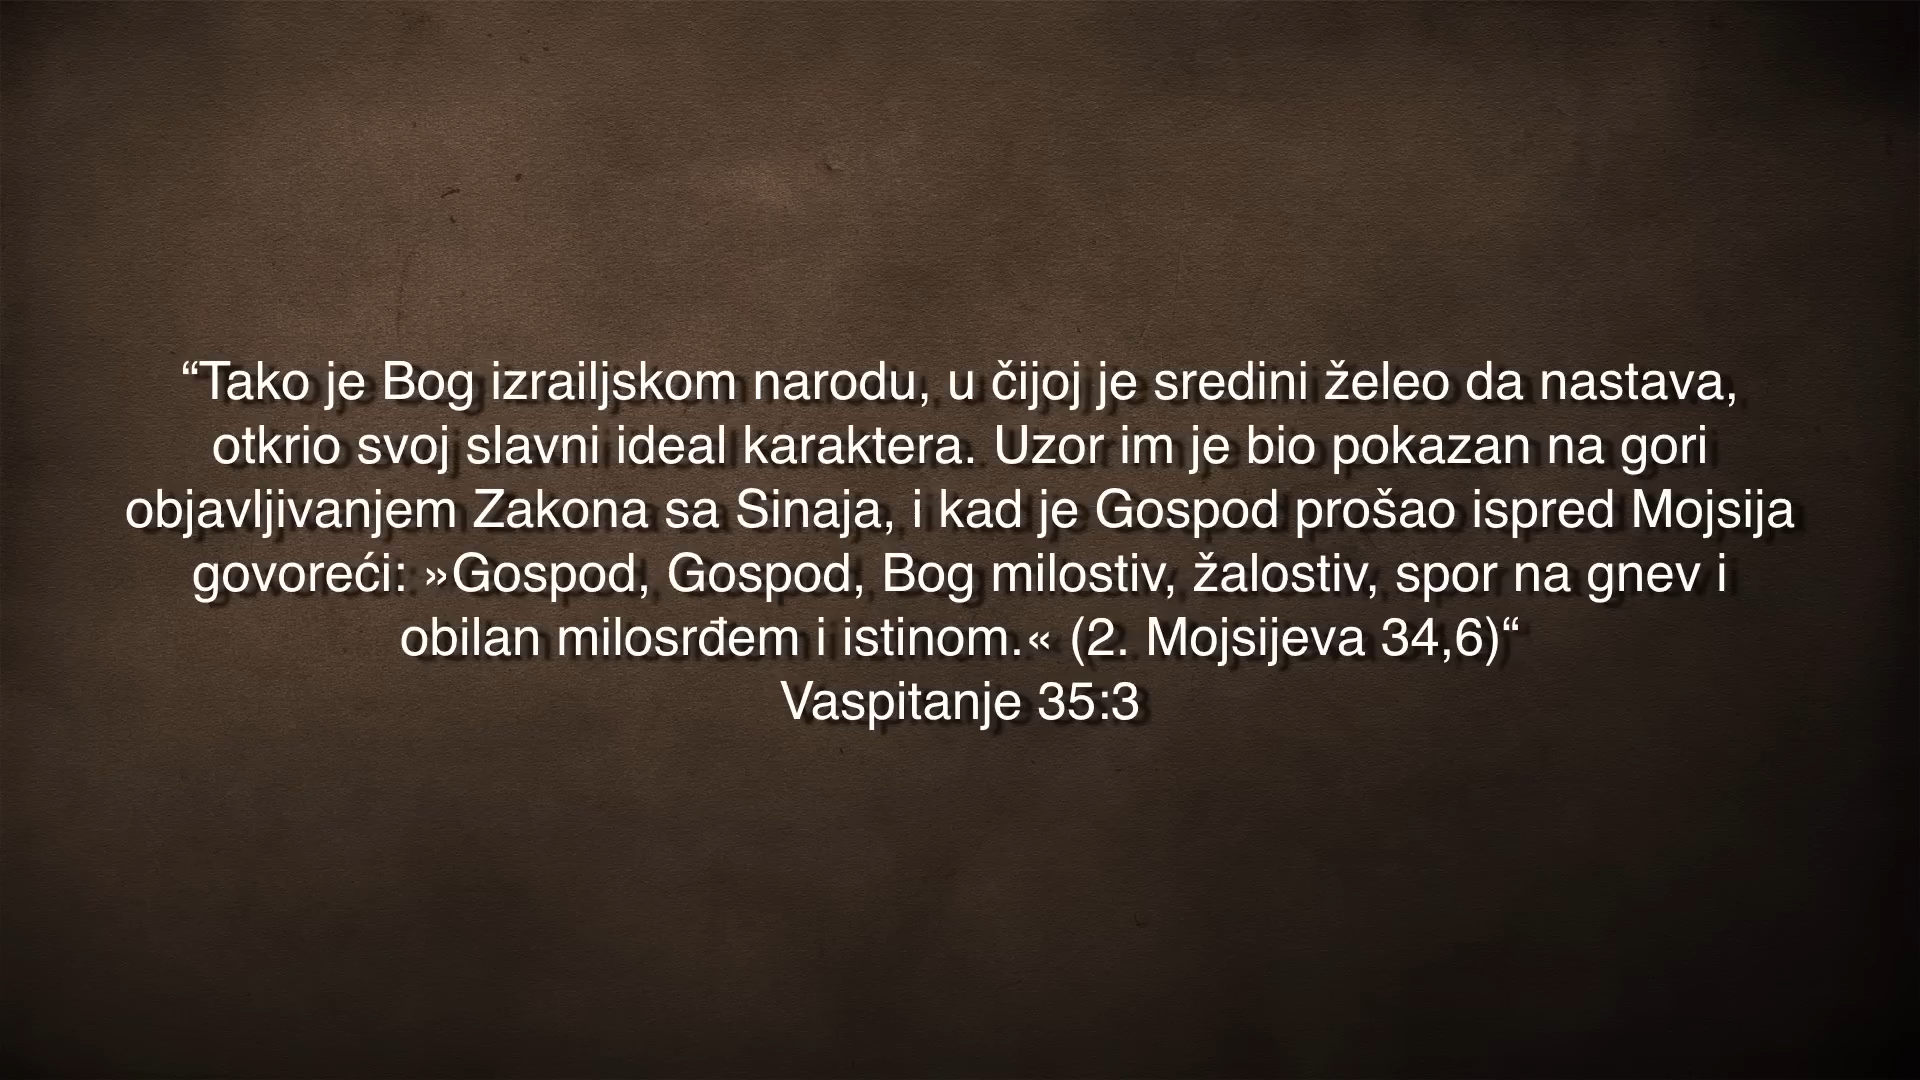 “Tako je Bog izrailjskom narodu, u čijoj je sredini želeo da nastava,
otkrio svoj slavni ideal karaktera. Uzor im je bio pokazan na gori
objavljivanjem Zakona sa Sinaja, i kad je Gospod prošao ispred Mojsija
govoreći: »Gospod, Gospod, Bog milostiv, žalostiv, spor na gnev i
obilan milosrđem i istinom.« (2. Mojsijeva 34,6)“
Vaspitanje 35:3